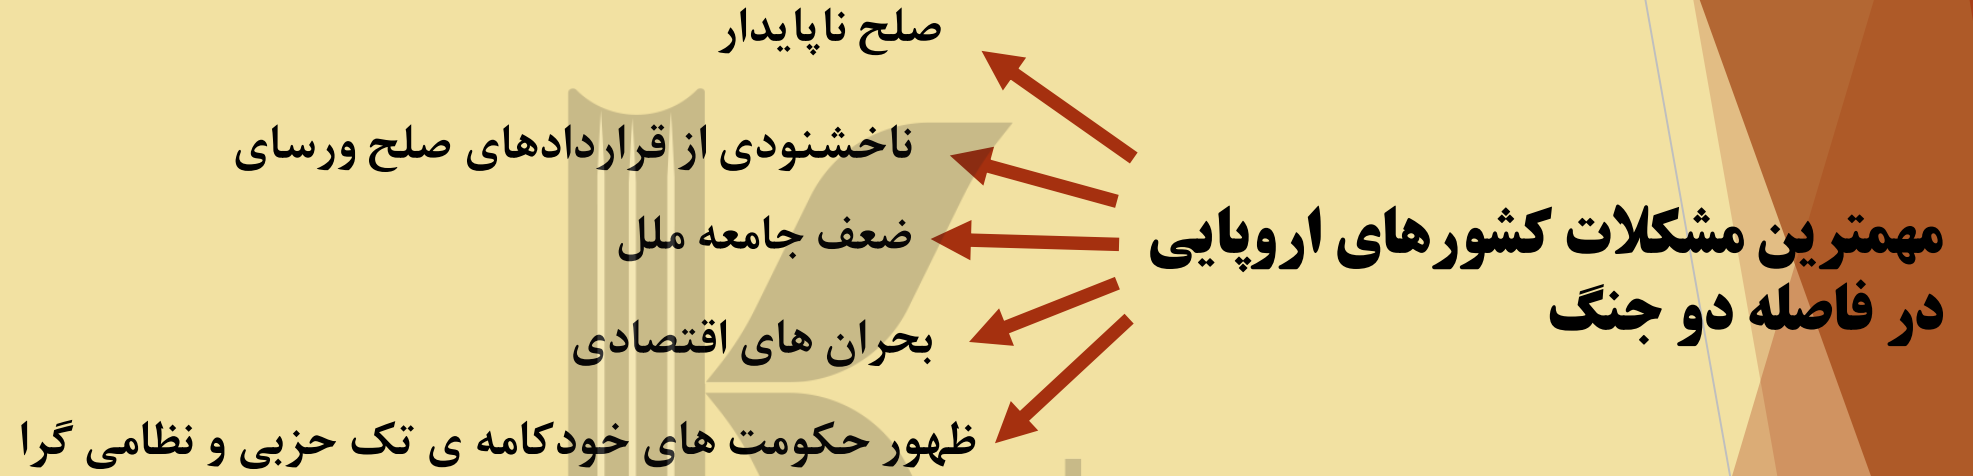 مهمترین مشکلات کشورهای اروپایی
در فاصله دو جنگ
صلح ناپایدار
ناخشنودی از قراردادهای صلح ورسای
ضعف جامعه ملل
بحران های اقتصادی
ظهور حکومت های خودکامه ی تک حزبی و نظامی گرا